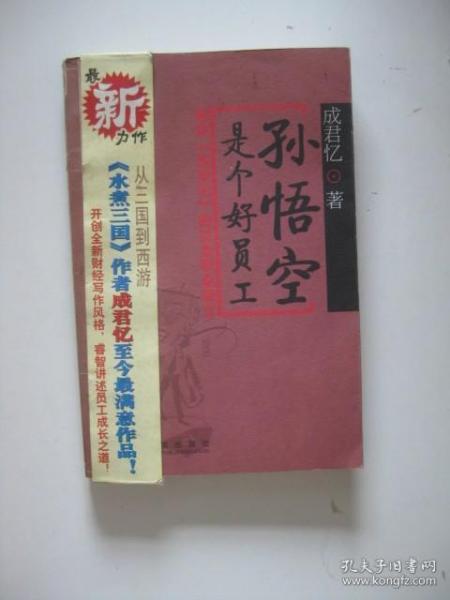 最
新
力作
从三国到西游
《水煮三国》作者成君忆至今最满意作品！
开创全新财经写作风格，睿智讲述员工成长之道！
成君忆 著
孙悟空
是个好员工
孔夫子旧书网
www.kongfz.com